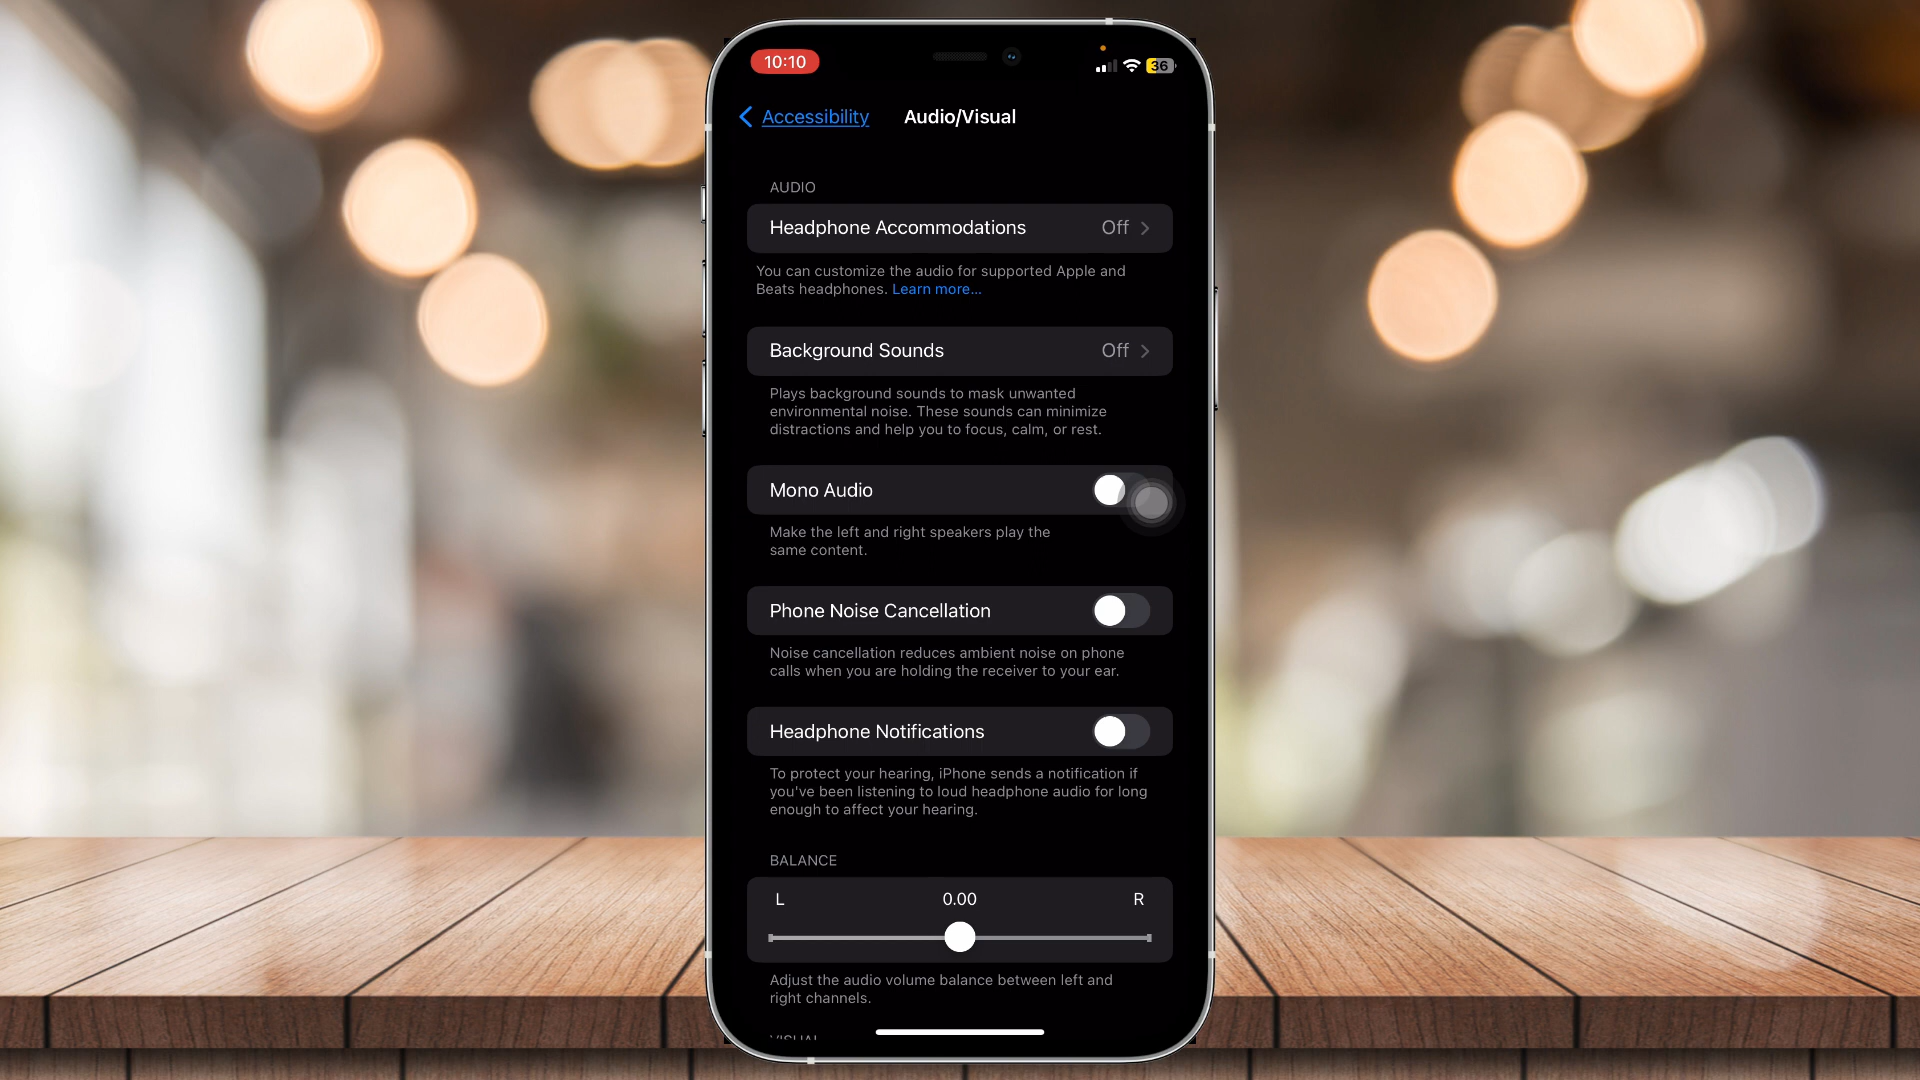 10:10
36
Accessibility
Audio/Visual
AUDIO
Headphone Accommodations Off
You can customize the audio for supported Apple and
Beats headphones. Learn more...
Background Sounds Off
Plays background sounds to mask unwanted
environmental noise. These sounds can minimize
distractions and help you to focus, calm, or rest.
Mono Audio
Make the left and right speakers play the
same content.
Phone Noise Cancellation
Noise cancellation reduces ambient noise on phone
calls when you are holding the receiver to your ear.
Headphone Notifications
To protect your hearing, iPhone sends a notification if
you've been listening to loud headphone audio for long
enough to affect your hearing.
BALANCE
L 0.00 R
Adjust the audio volume balance between left and
right channels.
VISUAL